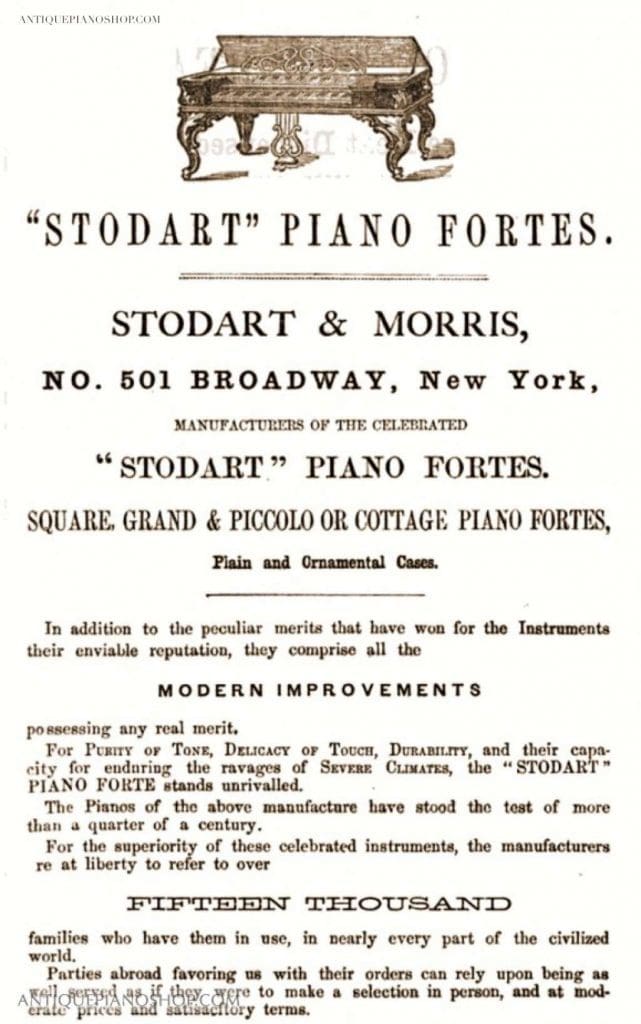 ANTIQUEPIANOSHOP.COM
"STODART" PIANO FORTES.
STODART & MORRIS,
NO. 501 BROADWAY, New York,
MANUFACTURERS OF THE CELEBRATED
"STODART" PIANO FORTES.
SQUARE, GRAND & PICCOLO OR COTTAGE PIANO FORTES,
Plain and Ornamental Cases.
In addition to the peculiar merits that have won for the Instruments
their enviable reputation, they comprise all the
MODERN IMPROVEMENTS
possessing any real merit.
For PURITY OF TONE, DELICACY OF TOUCH, DURABILITY, and their capa-
city for enduring the ravages of SEVERE CLIMATES, the "STODART"
PIANO FORTE stands unrivalled.
The Pianos of the above manufacture have stood the test of more
than a quarter of a century.
For the superiority of these celebrated instruments, the manufacturers
re at liberty to refer to over
FIFTEEN THOUSAND
families who have them in use, in nearly every part of the civilized
world.
Parties abroad favoring us with their orders can rely upon being as
well served as if they were to make a selection in person, and at mod-
ANTIQUEPIANOSHOP.COM
erate prices and satisfactory terms.